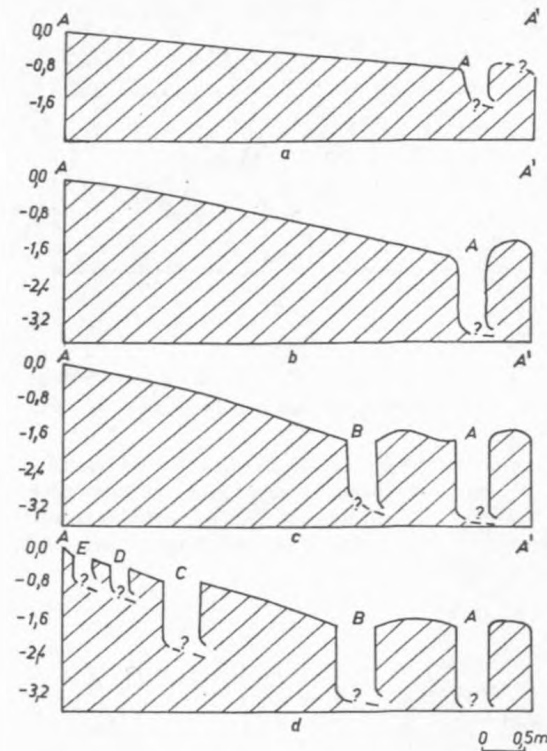 A A'
0,0
-0,8
-1,6
A
?
?
a
A A'
0,0
-0,8
-1,6
-2,4
-3,2
A
?
b
A A'
0,0
-0,8
-1,6
-2,4
-3,2
B A
? ?
c
A A'
0,0
-0,8
-1,6
-2,4
-3,2
E D C B A
? ? ? ? ?
d
0 0,5m